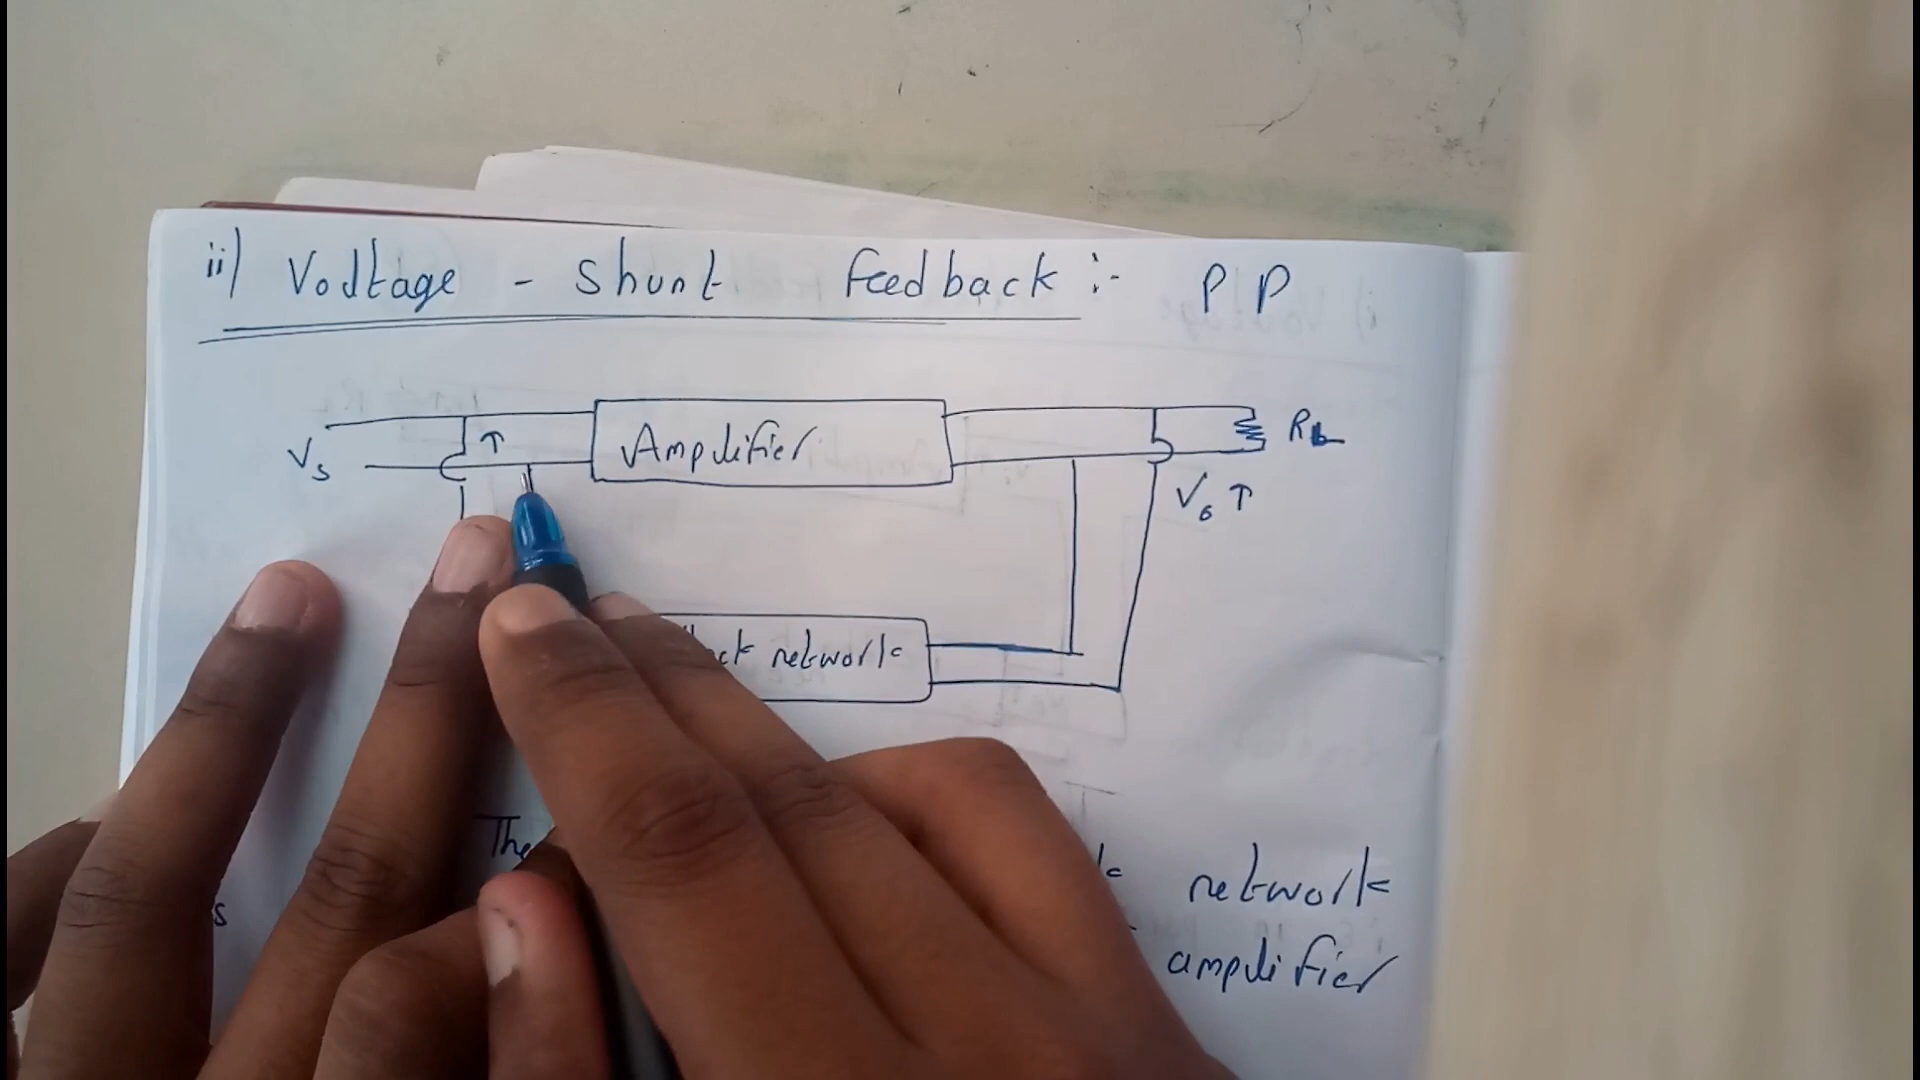 ii) Voltage - Shunt Feedback :- PP
Vs ↑ Amplifier RL
Vo ↑
network
The network
s amplifier